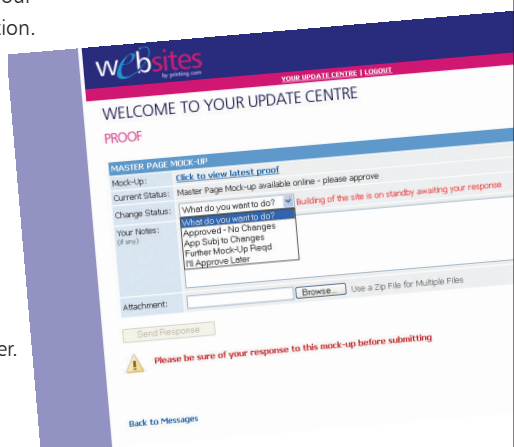 tion.
websites
by printing.com
YOUR UPDATE CENTRE | LOGOUT
WELCOME TO YOUR UPDATE CENTRE
PROOF
MASTER PAGE MOCK-UP
Mock-Up: Click to view latest proof
Current Status: Master Page Mock-up available online - please approve
Change Status: What do you want to do? Building of the site is on standby awaiting your response
What do you want to do?
Approved - No Changes
App Subj to Changes
Further Mock-Up Reqd
I'll Approve Later
Your Notes:
(if any)
Attachment: Browse... Use a Zip File for Multiple Files
Send Response
er.
Please be sure of your response to this mock-up before submitting
Back to Messages